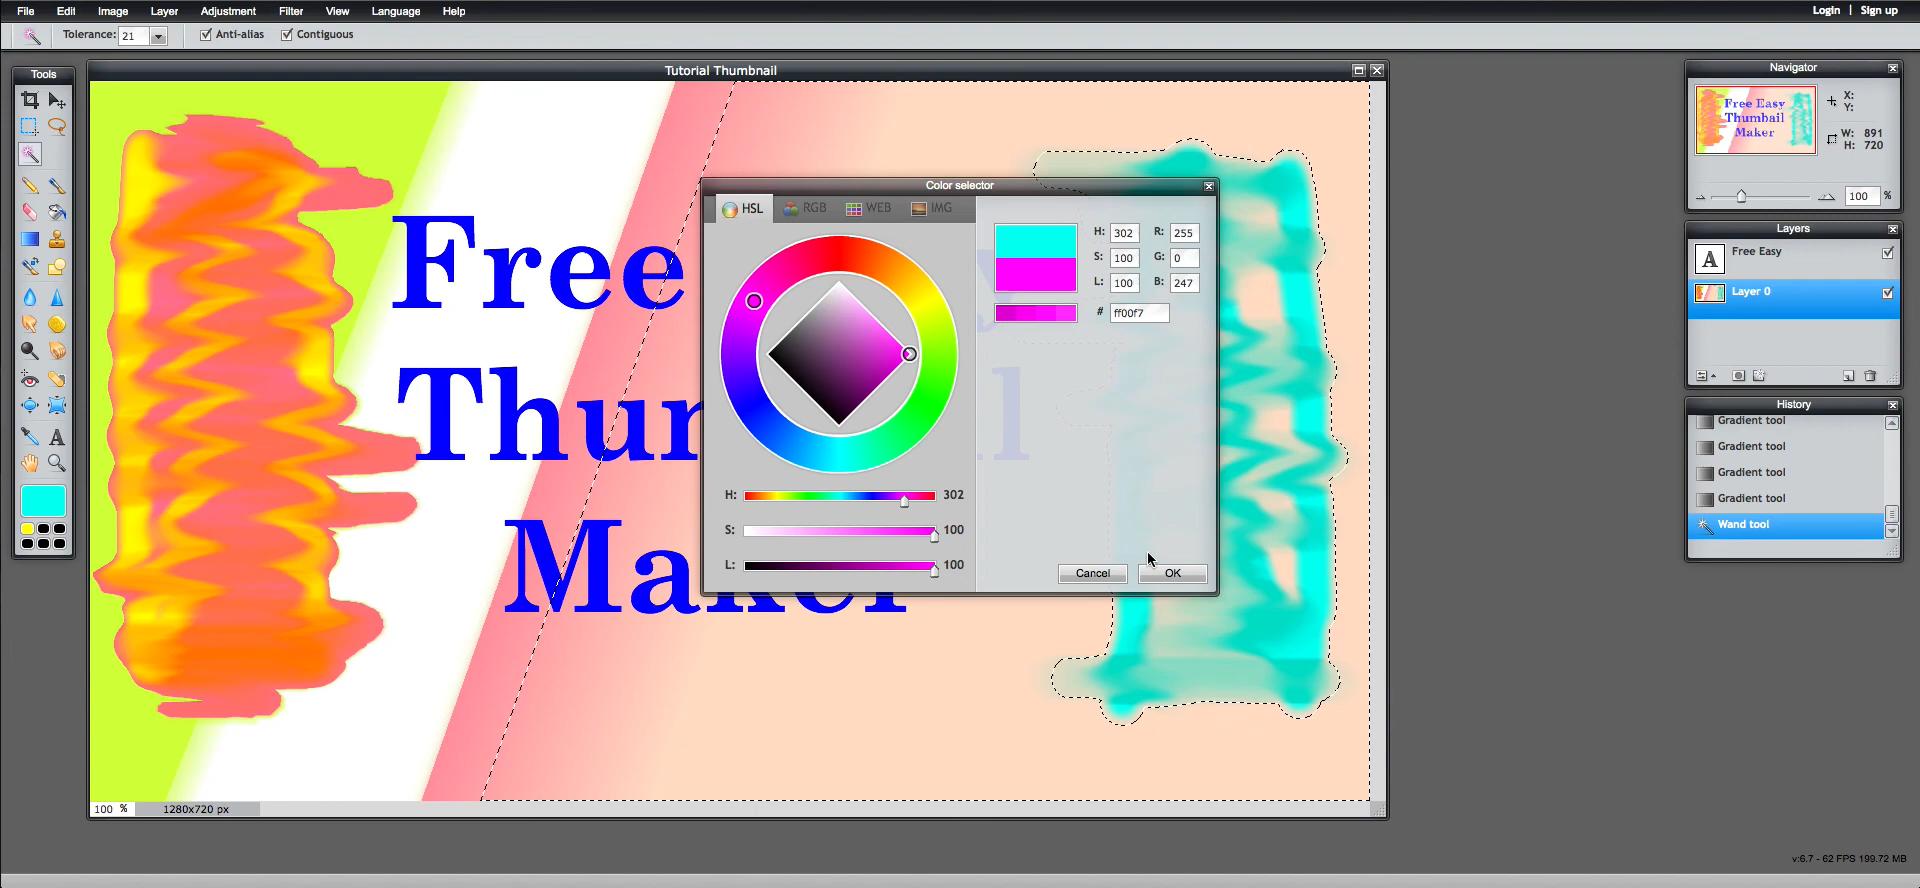 File Edit Image Layer Adjustment Filter View Language Help
Login | Sign up
Tolerance: 21 Anti-alias Contiguous
Tools
Tutorial Thumbnail
Free
Thum
Maker
100 % 1280x720 px
Color selector
HSL RGB WEB IMG
H: 302 R: 255
S: 100 G: 0
L: 100 B: 247
# ff00f7
H: 302
S: 100
L: 100
Cancel OK
Navigator
Free Easy
Thumbail
Maker
X:
Y:
W: 891
H: 720
100 %
Layers
A Free Easy
Layer 0
History
Gradient tool
Gradient tool
Gradient tool
Gradient tool
Wand tool
v:6.7 - 62 FPS 199.72 MB